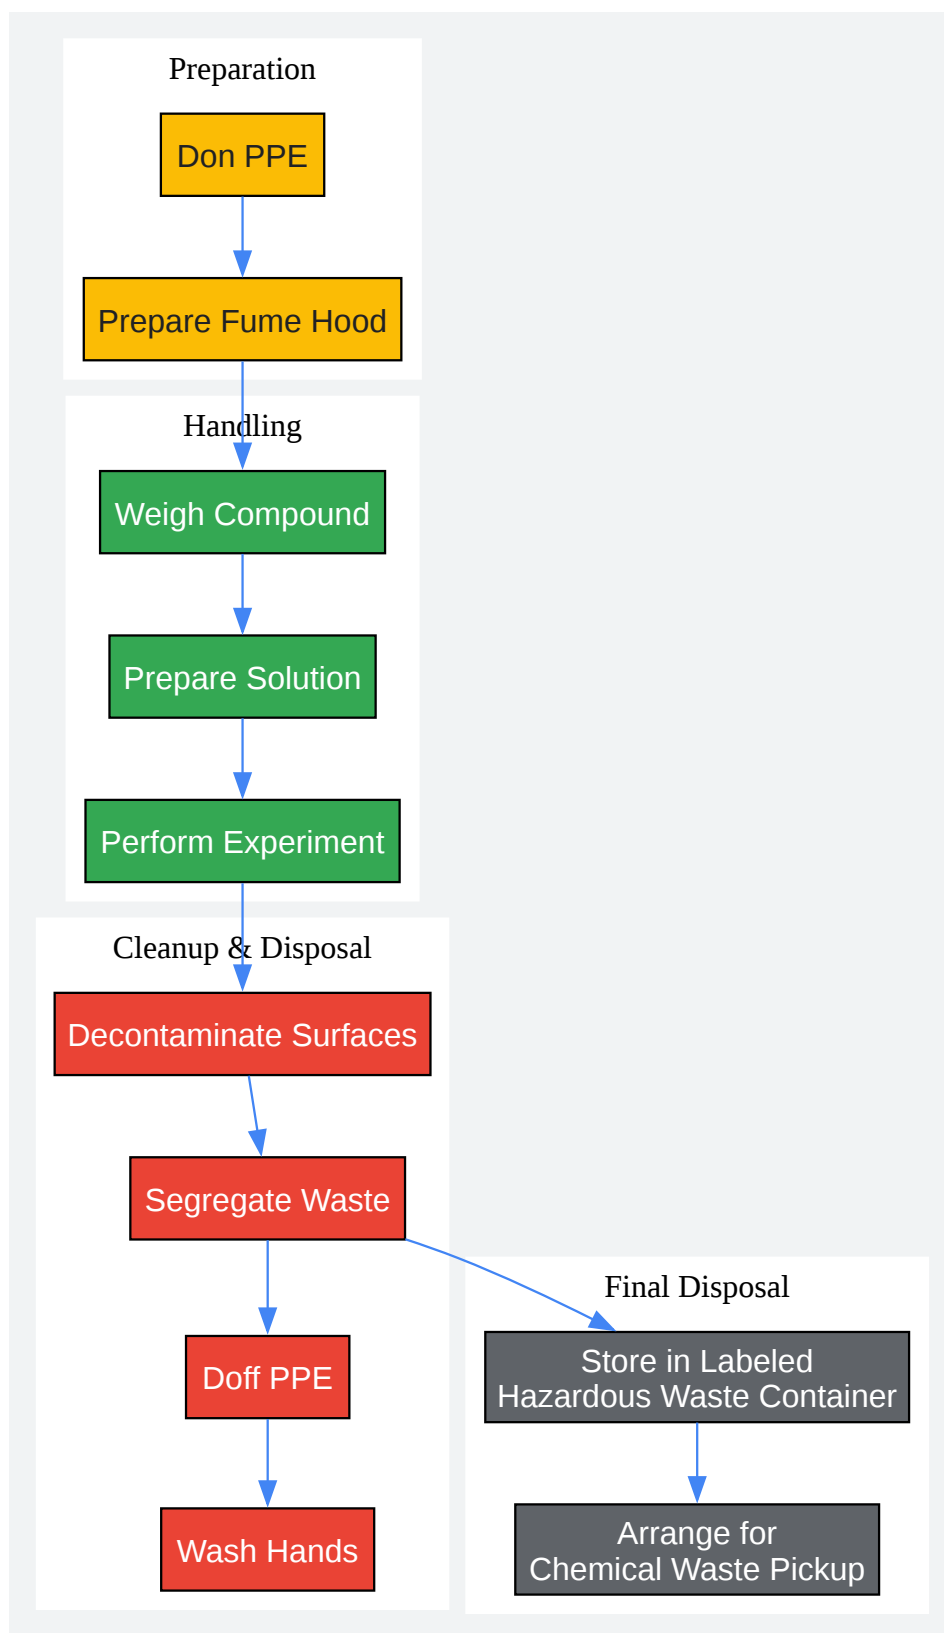 Preparation
Don PPE
Prepare Fume Hood
Handling
Weigh Compound
Prepare Solution
Perform Experiment
Cleanup & Disposal
Decontaminate Surfaces
Segregate Waste
Doff PPE
Wash Hands
Final Disposal
Store in Labeled
Hazardous Waste Container
Arrange for
Chemical Waste Pickup